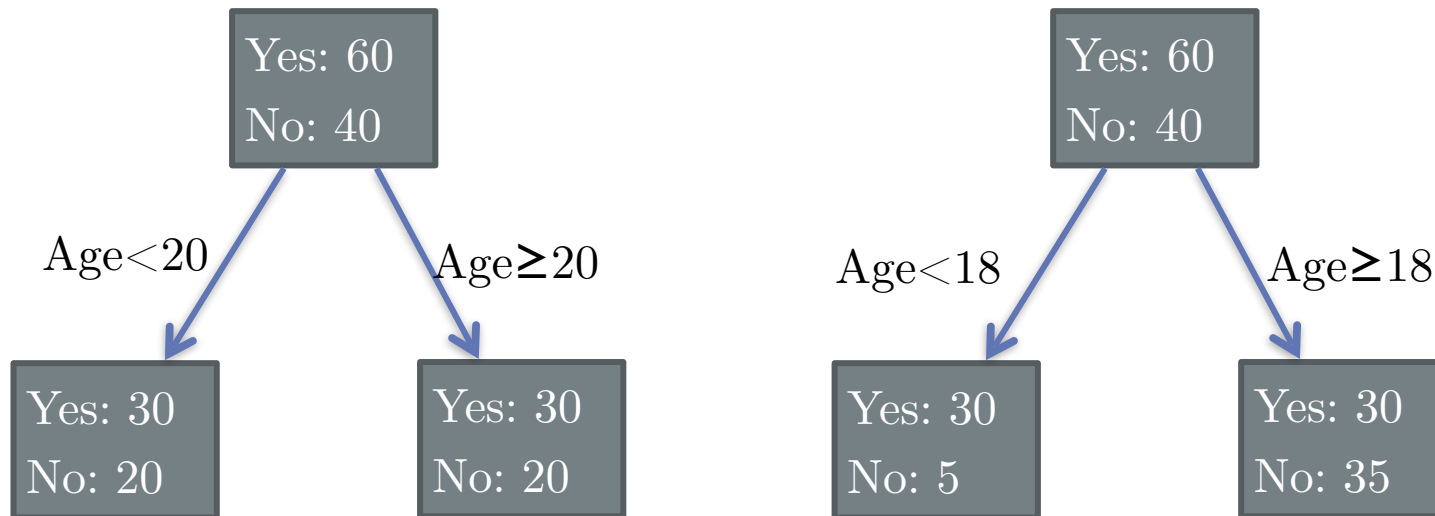 Yes: 60
No: 40
Age<20
Age≥20
Yes: 30
No: 20
Yes: 30
No: 20
Yes: 60
No: 40
Age<18
Age≥18
Yes: 30
No: 5
Yes: 30
No: 35